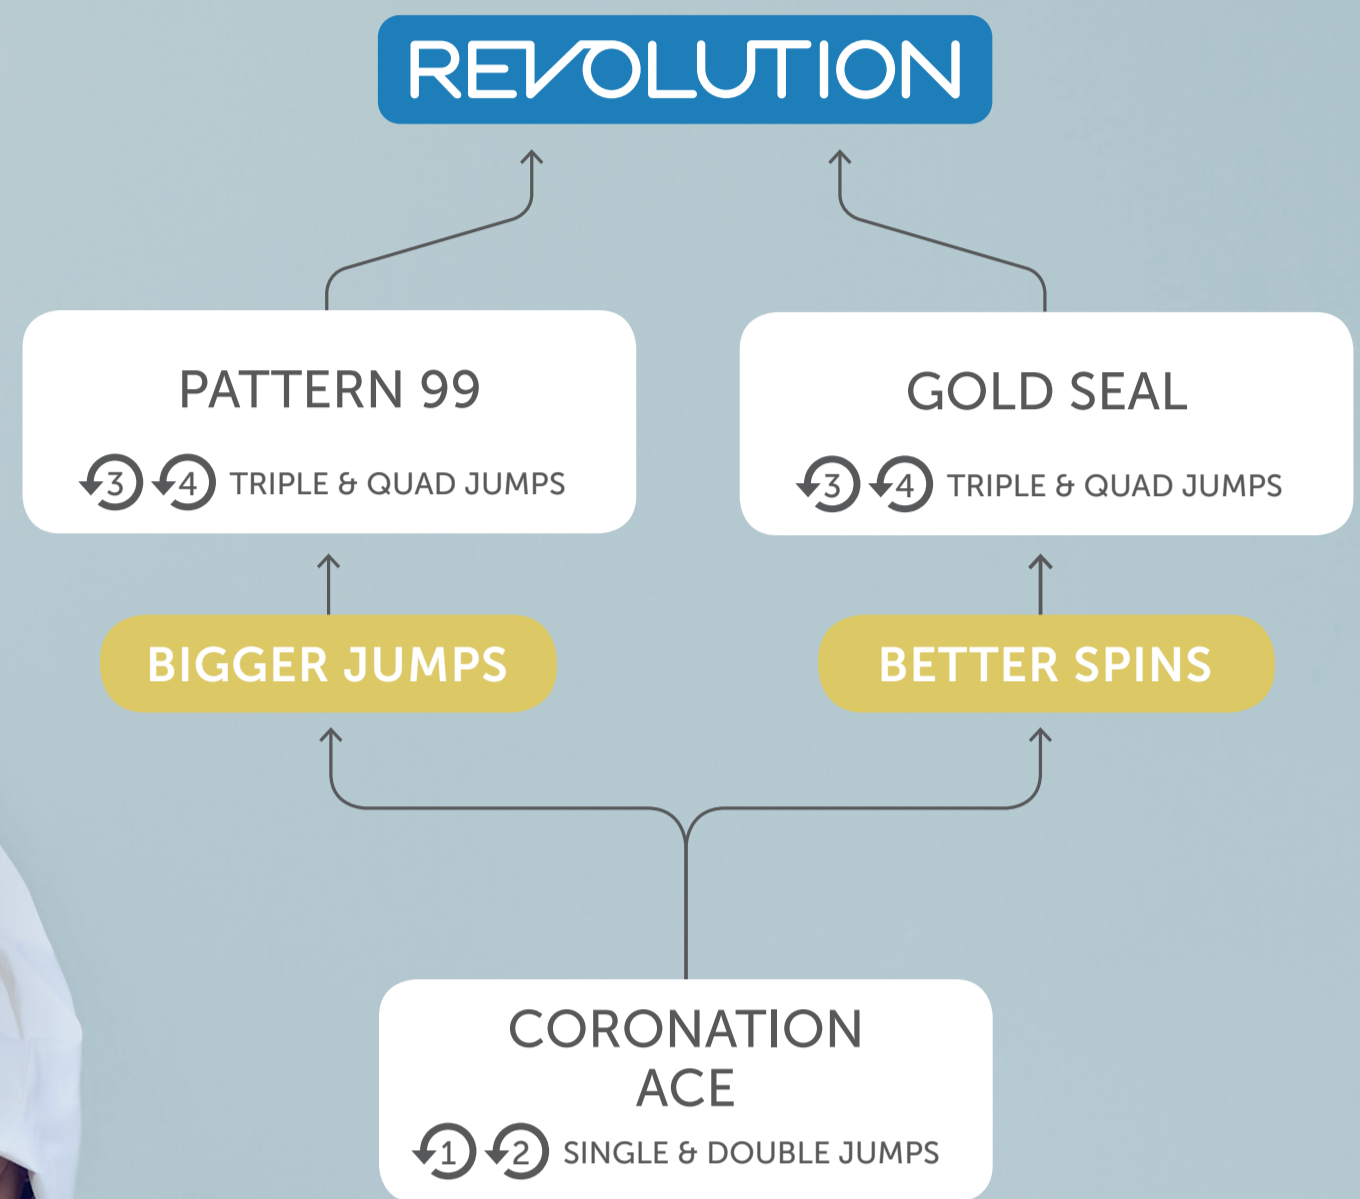 REVOLUTION
PATTERN 99
3 4 TRIPLE & QUAD JUMPS
GOLD SEAL
3 4 TRIPLE & QUAD JUMPS
BIGGER JUMPS
BETTER SPINS
CORONATION
ACE
1 2 SINGLE & DOUBLE JUMPS